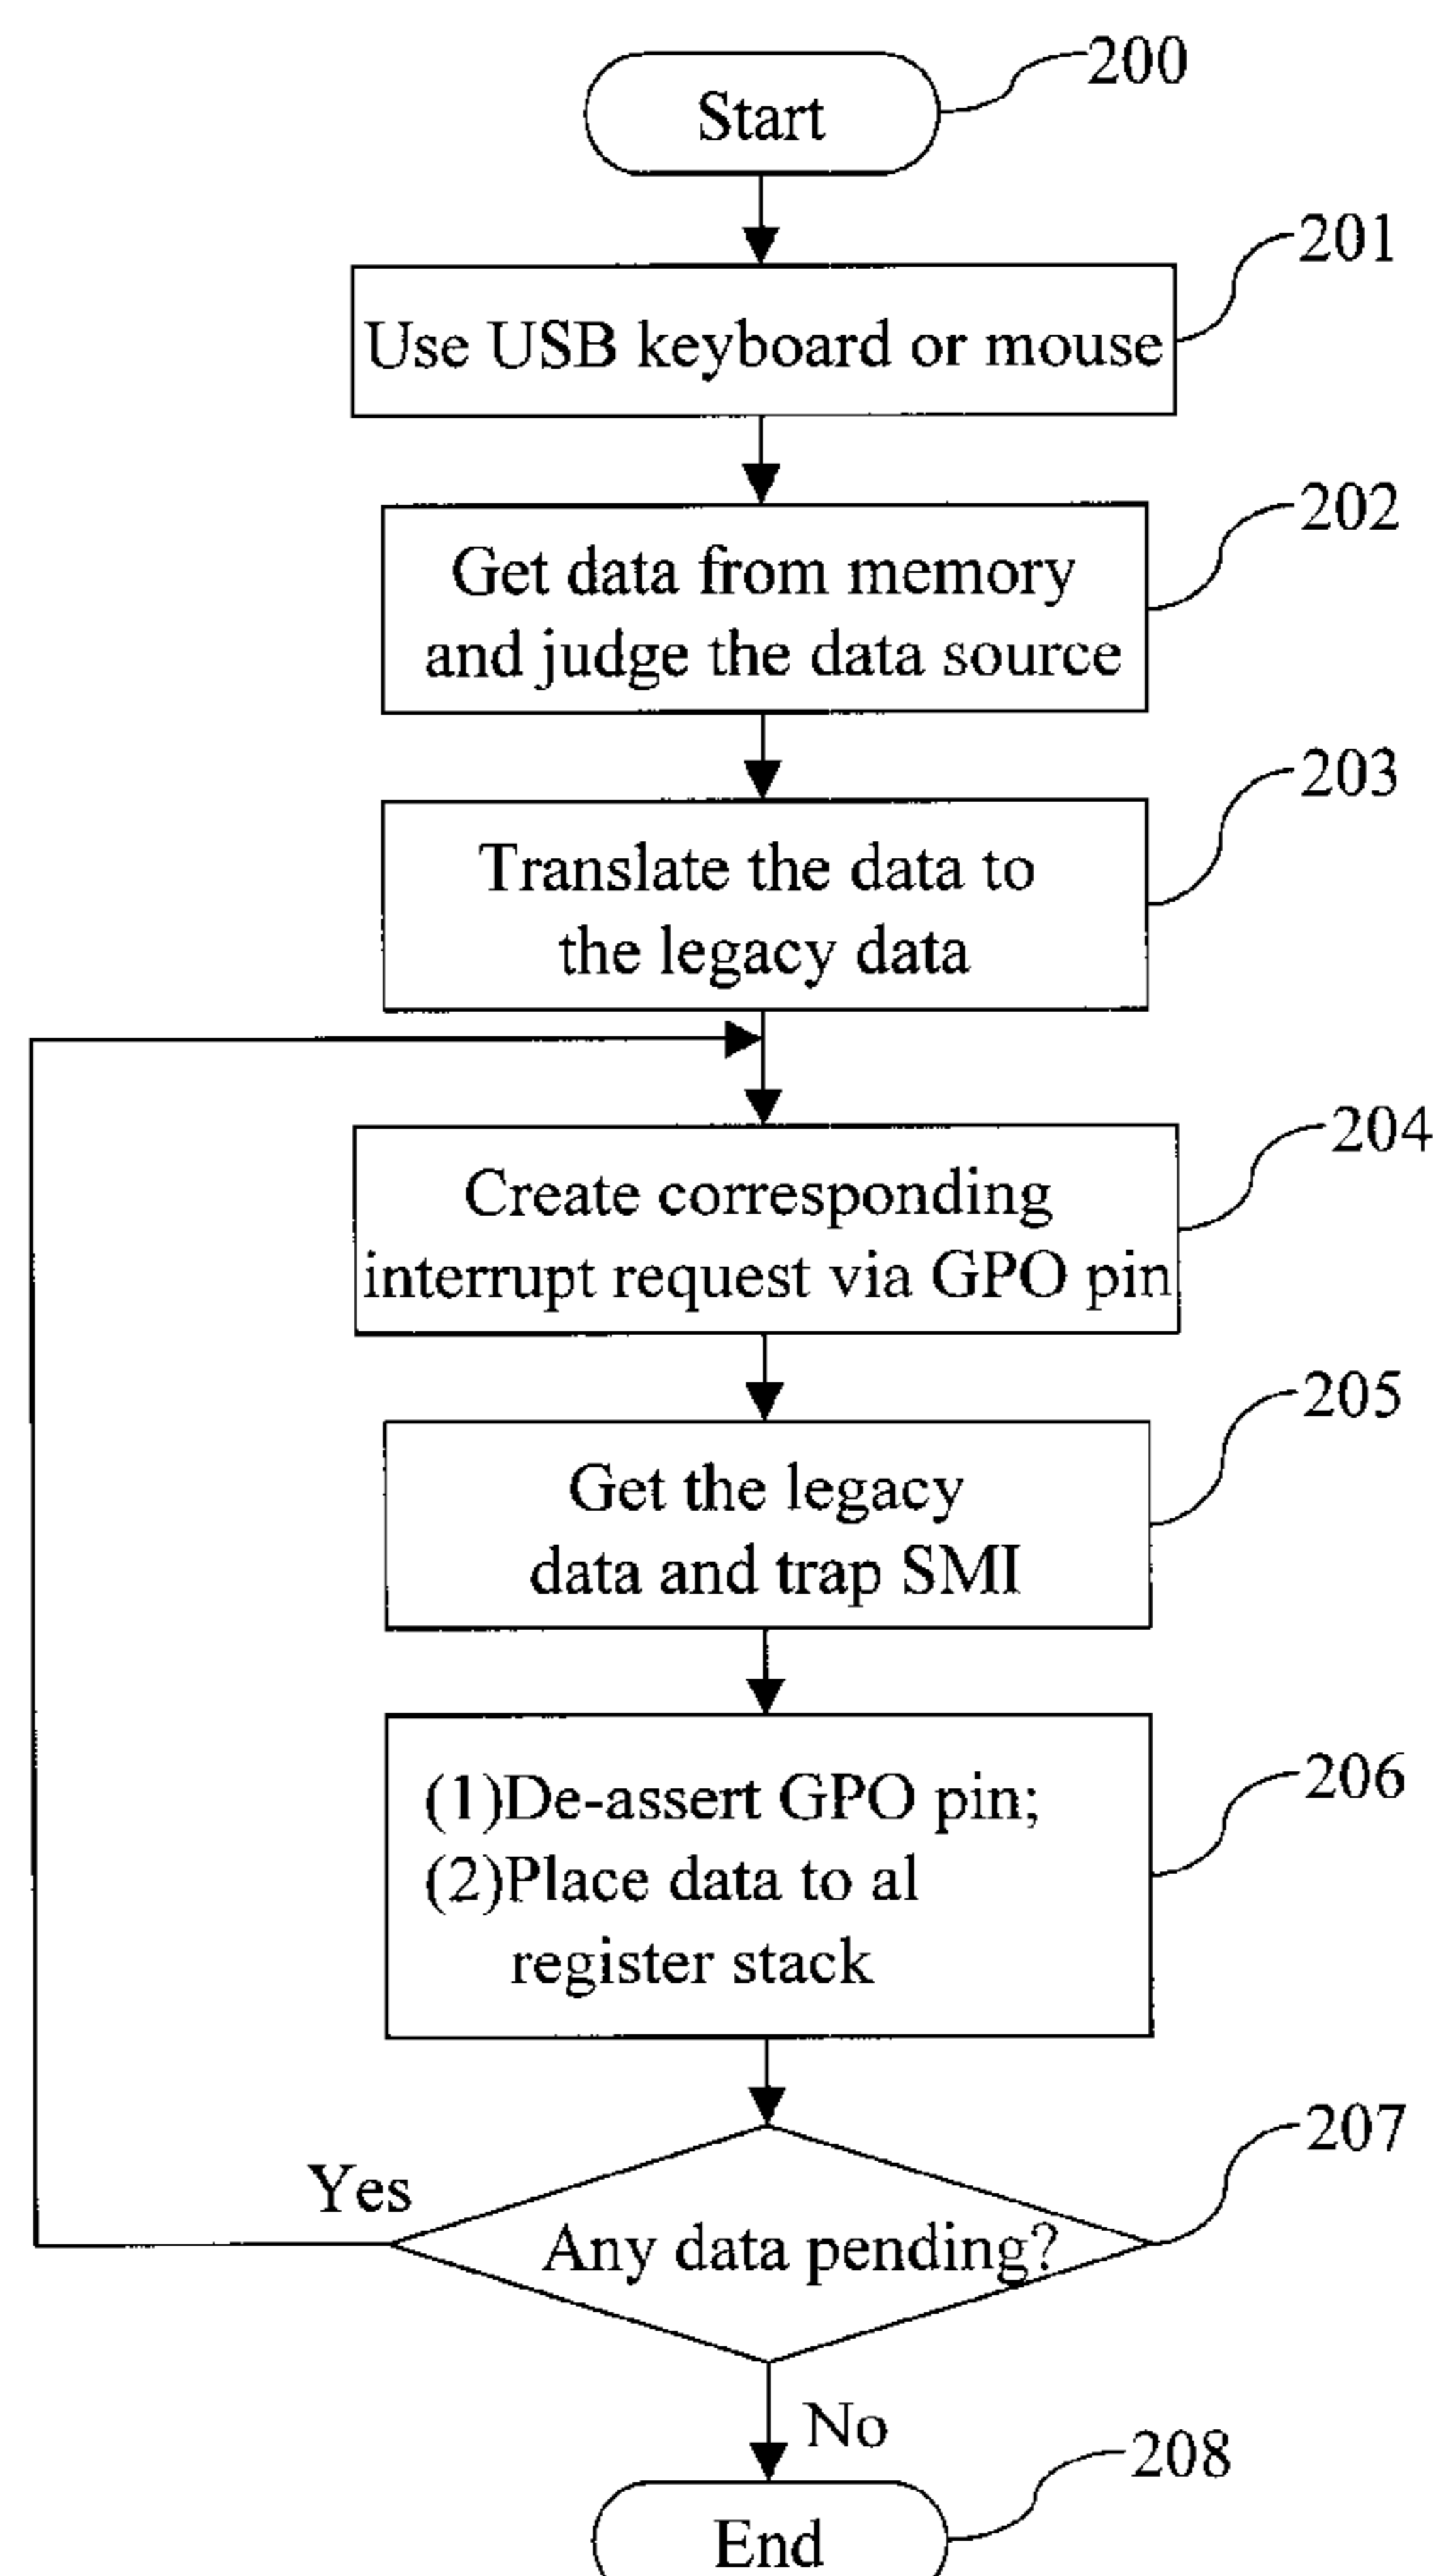 Start
200
201
Use USB keyboard or mouse
202
Get data from memory
and judge the data source
203
Translate the data to
the legacy data
204
Create corresponding
interrupt request via GPO pin
205
Get the legacy
data and trap SMI
206
(1)De-assert GPO pin;
(2)Place data to al
register stack
207
Yes
Any data pending?
No
208
End